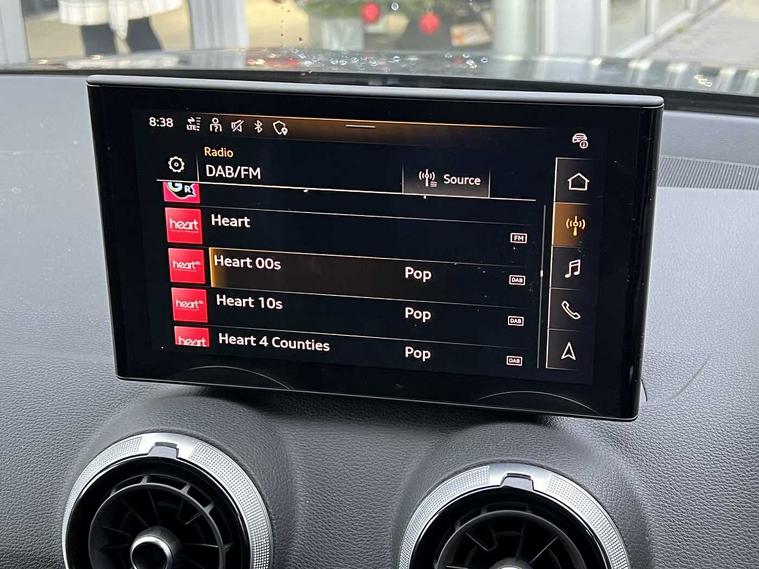 8:38
LTE
Radio
DAB/FM
Source
heart
Heart
FM
heart
Heart 00s
Pop
DAB
heart
Heart 10s
Pop
DAB
heart
Heart 4 Counties
Pop
DAB